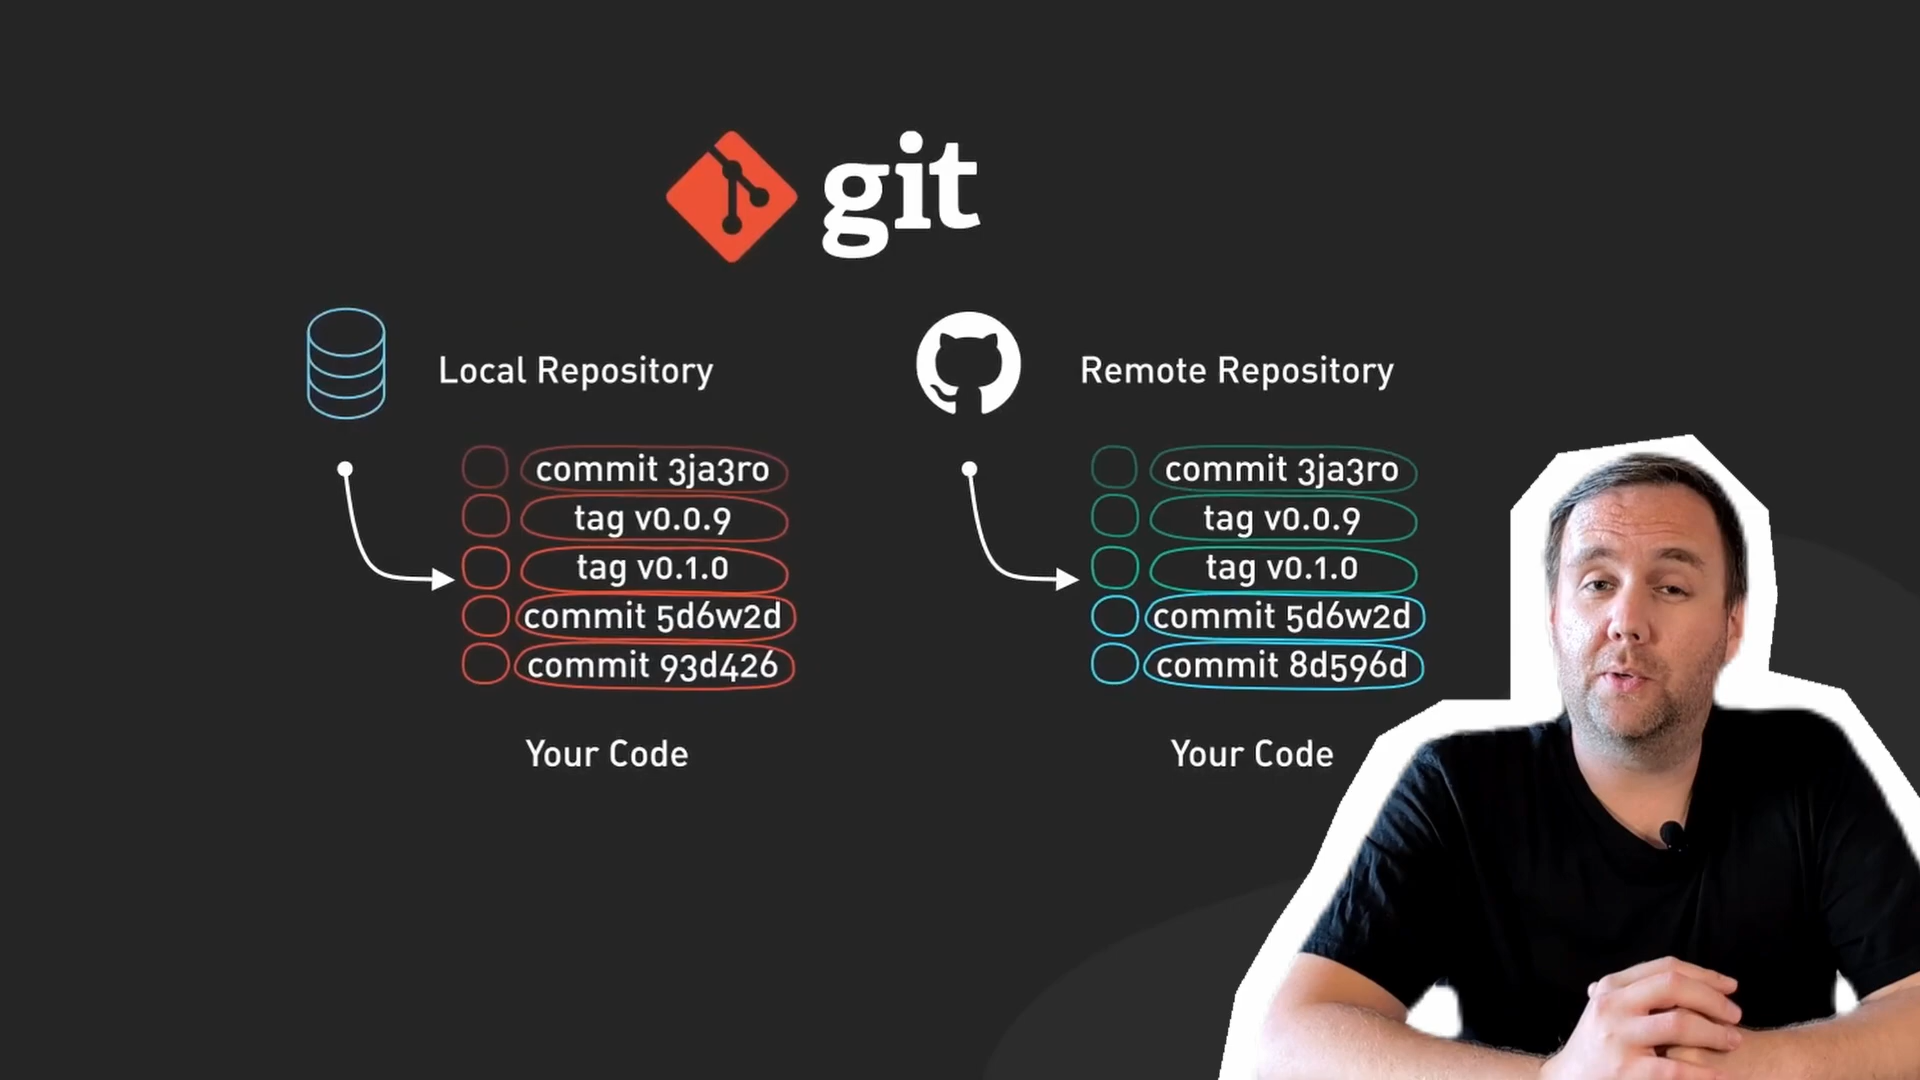 git
Local Repository
commit 3ja3ro
tag v0.0.9
tag v0.1.0
commit 5d6w2d
commit 93d426
Your Code
Remote Repository
commit 3ja3ro
tag v0.0.9
tag v0.1.0
commit 5d6w2d
commit 8d596d
Your Code